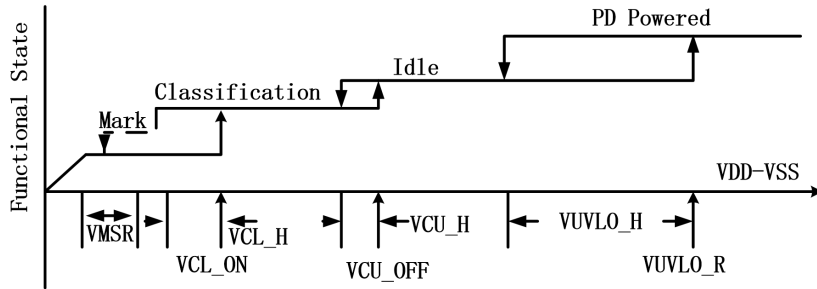 PD Powered
Idle
Classification
Mark
Functional State
VDD-VSS
VMSR
VCL_H
VCU_H
VUVLO_H
VCL_ON
VCU_OFF
VUVLO_R